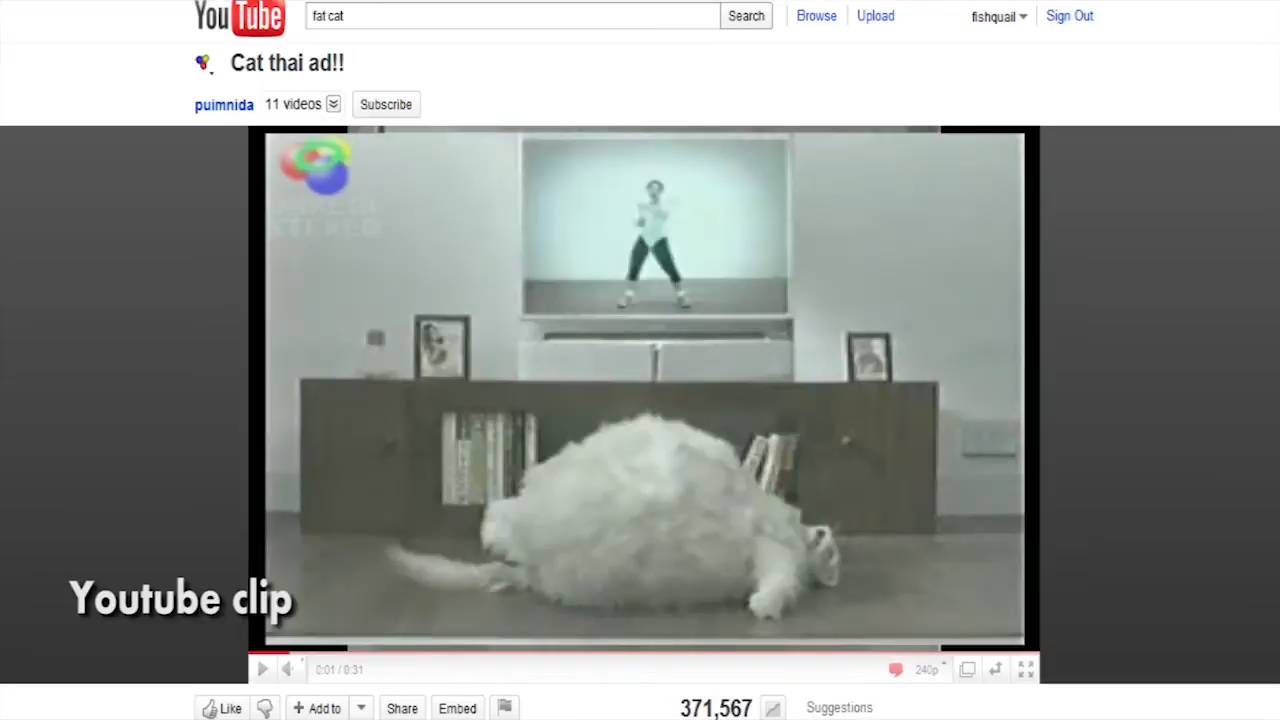 YouTube
fat cat
Search
Browse
Upload
fishquail
Sign Out
Cat thai ad!!
puimnida
11 videos
Subscribe
STEREO
Youtube clip
0:01 / 0:31
240p
Like
Add to
Share
Embed
371,567
Suggestions